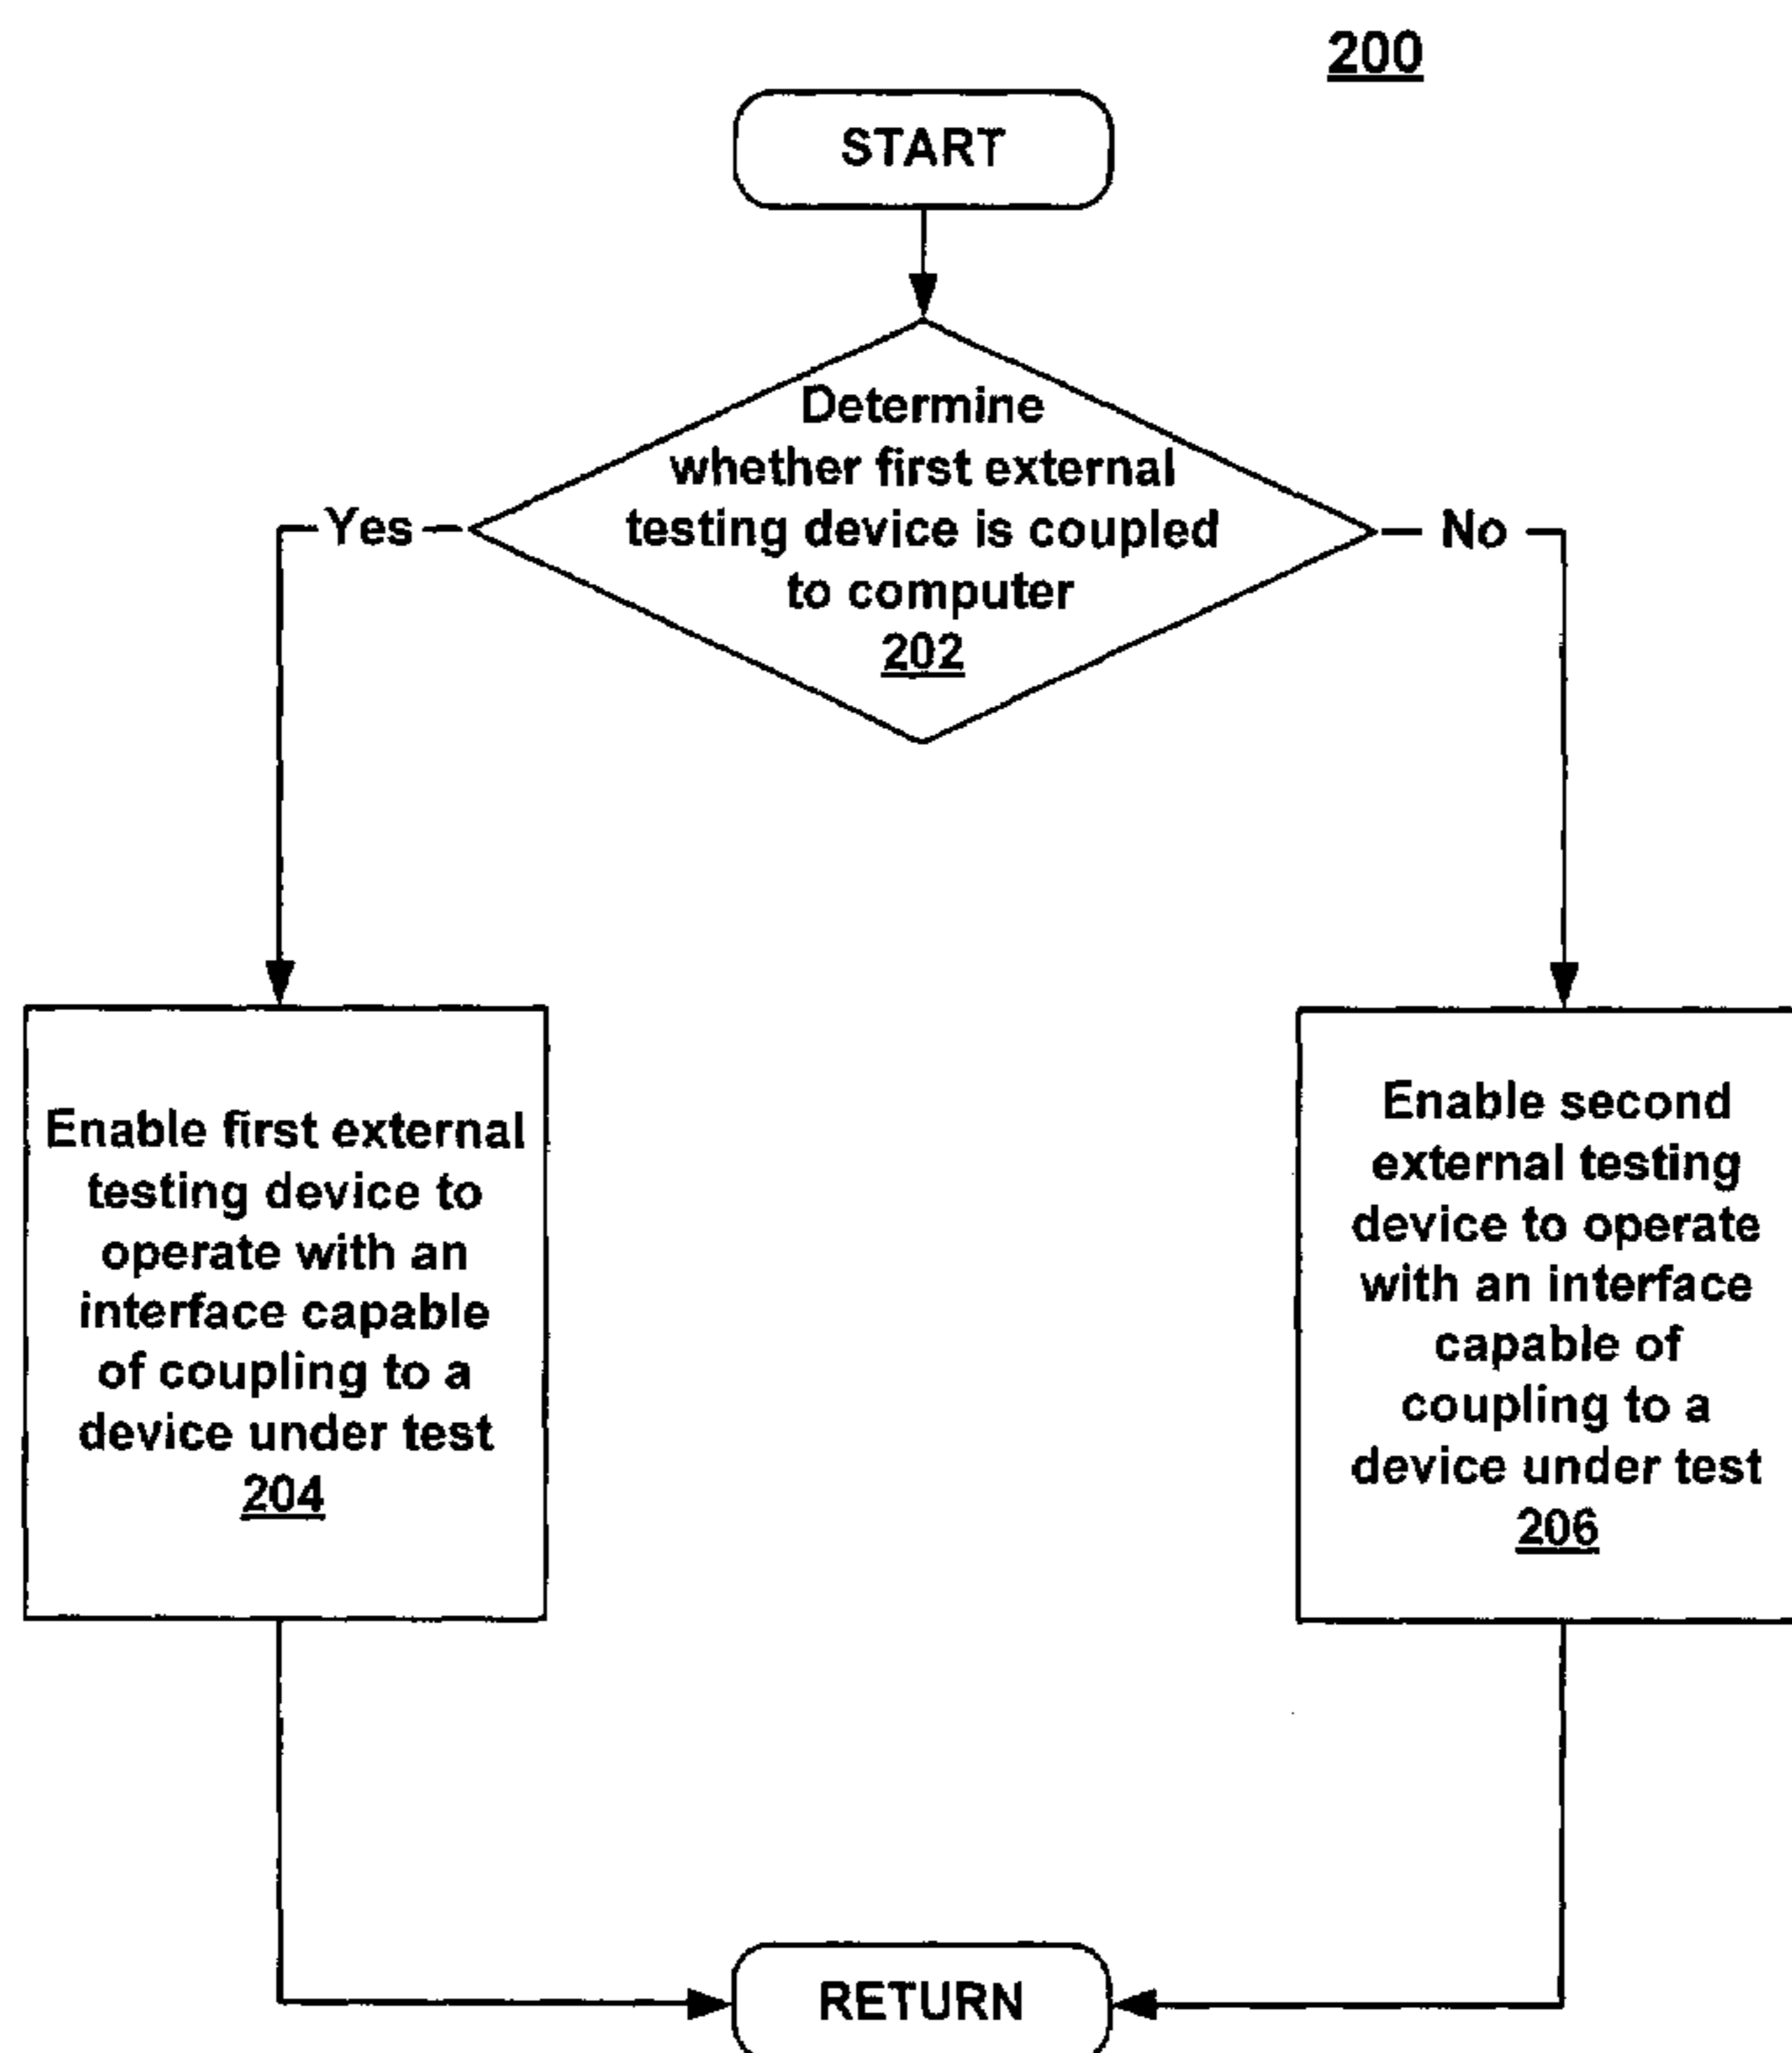 200
START
Determine
whether first external
testing device is coupled
to computer
202
Yes
No
Enable first external
testing device to
operate with an
interface capable
of coupling to a
device under test
204
Enable second
external testing
device to operate
with an interface
capable of
coupling to a
device under test
206
RETURN